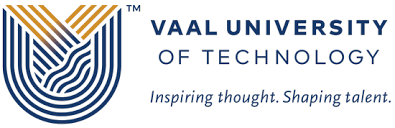 ™
VAAL UNIVERSITY
OF TECHNOLOGY
Inspiring thought. Shaping talent.